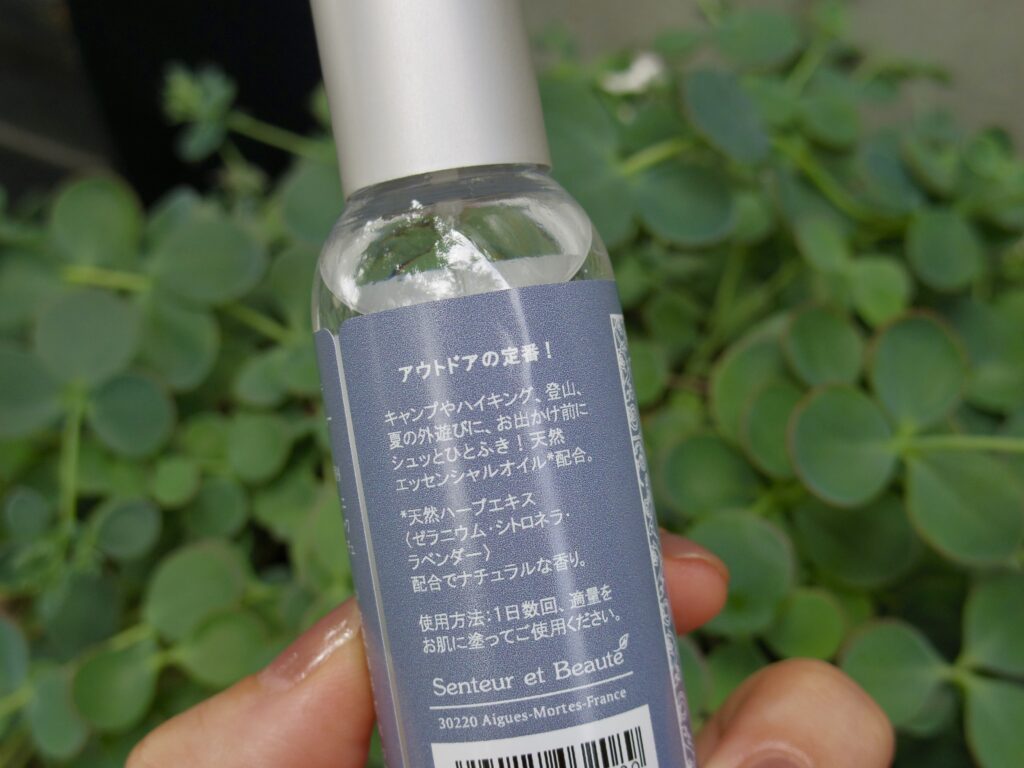 アウトドアの定番！
キャンプやハイキング、登山、
夏の外遊びに、お出かけ前に
シュッとひとふき！天然
エッセンシャルオイル*配合。
*天然ハーブエキス
（ゼラニウム・シトロネラ・
ラベンダー）
配合でナチュラルな香り。
使用方法：1日数回、適量を
お肌に塗ってご使用ください。
Senteur et Beauté
30220 Aigues-Mortes-France